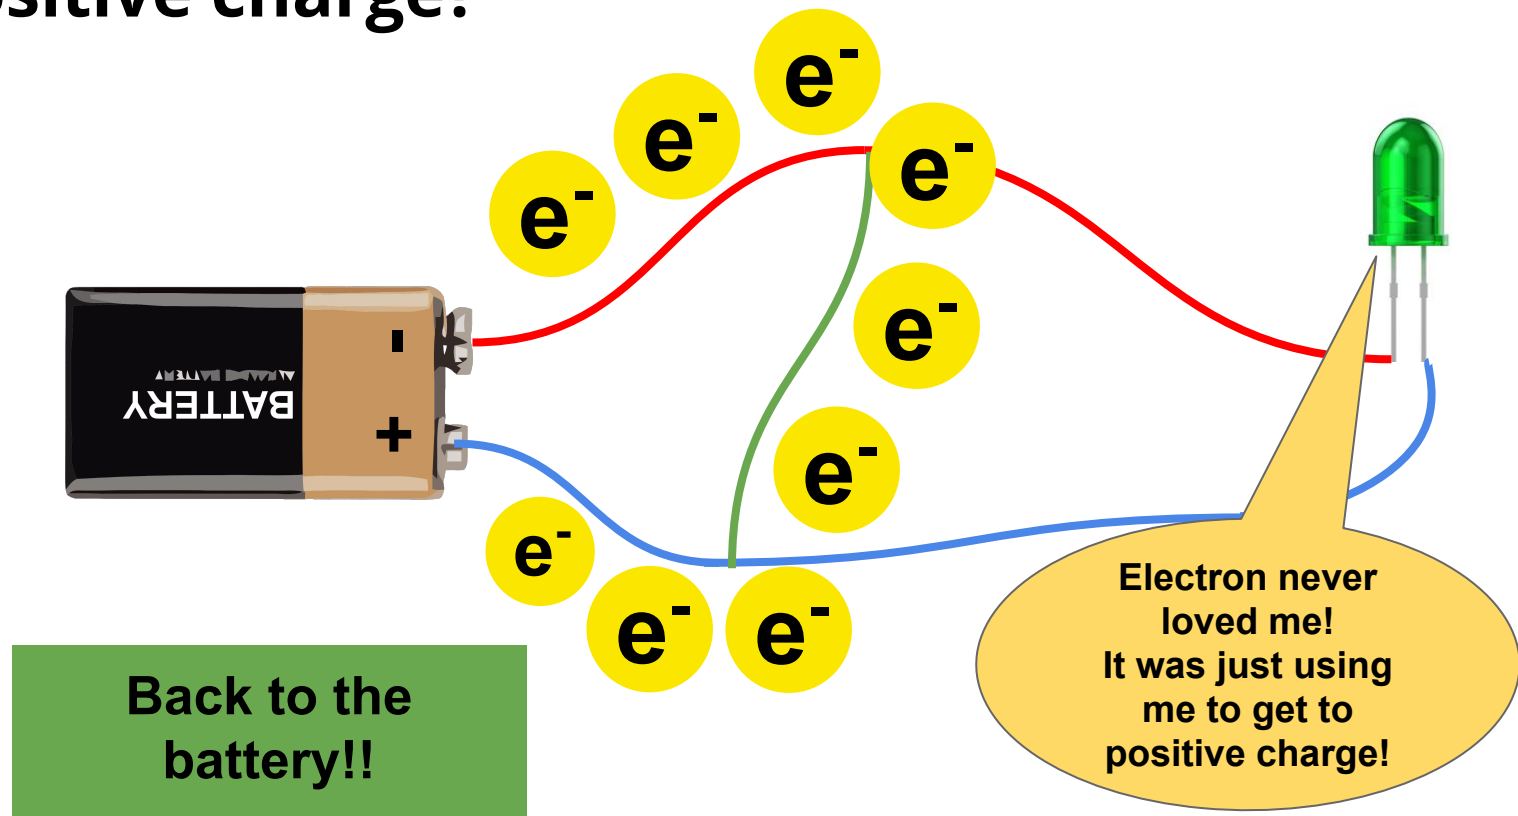 ositive charge!
e-
e-
e-
e-
e-
e-
e-
e-
e-
-
+
BATTERY
Electron never
loved me!
It was just using
me to get to
positive charge!
Back to the
battery!!